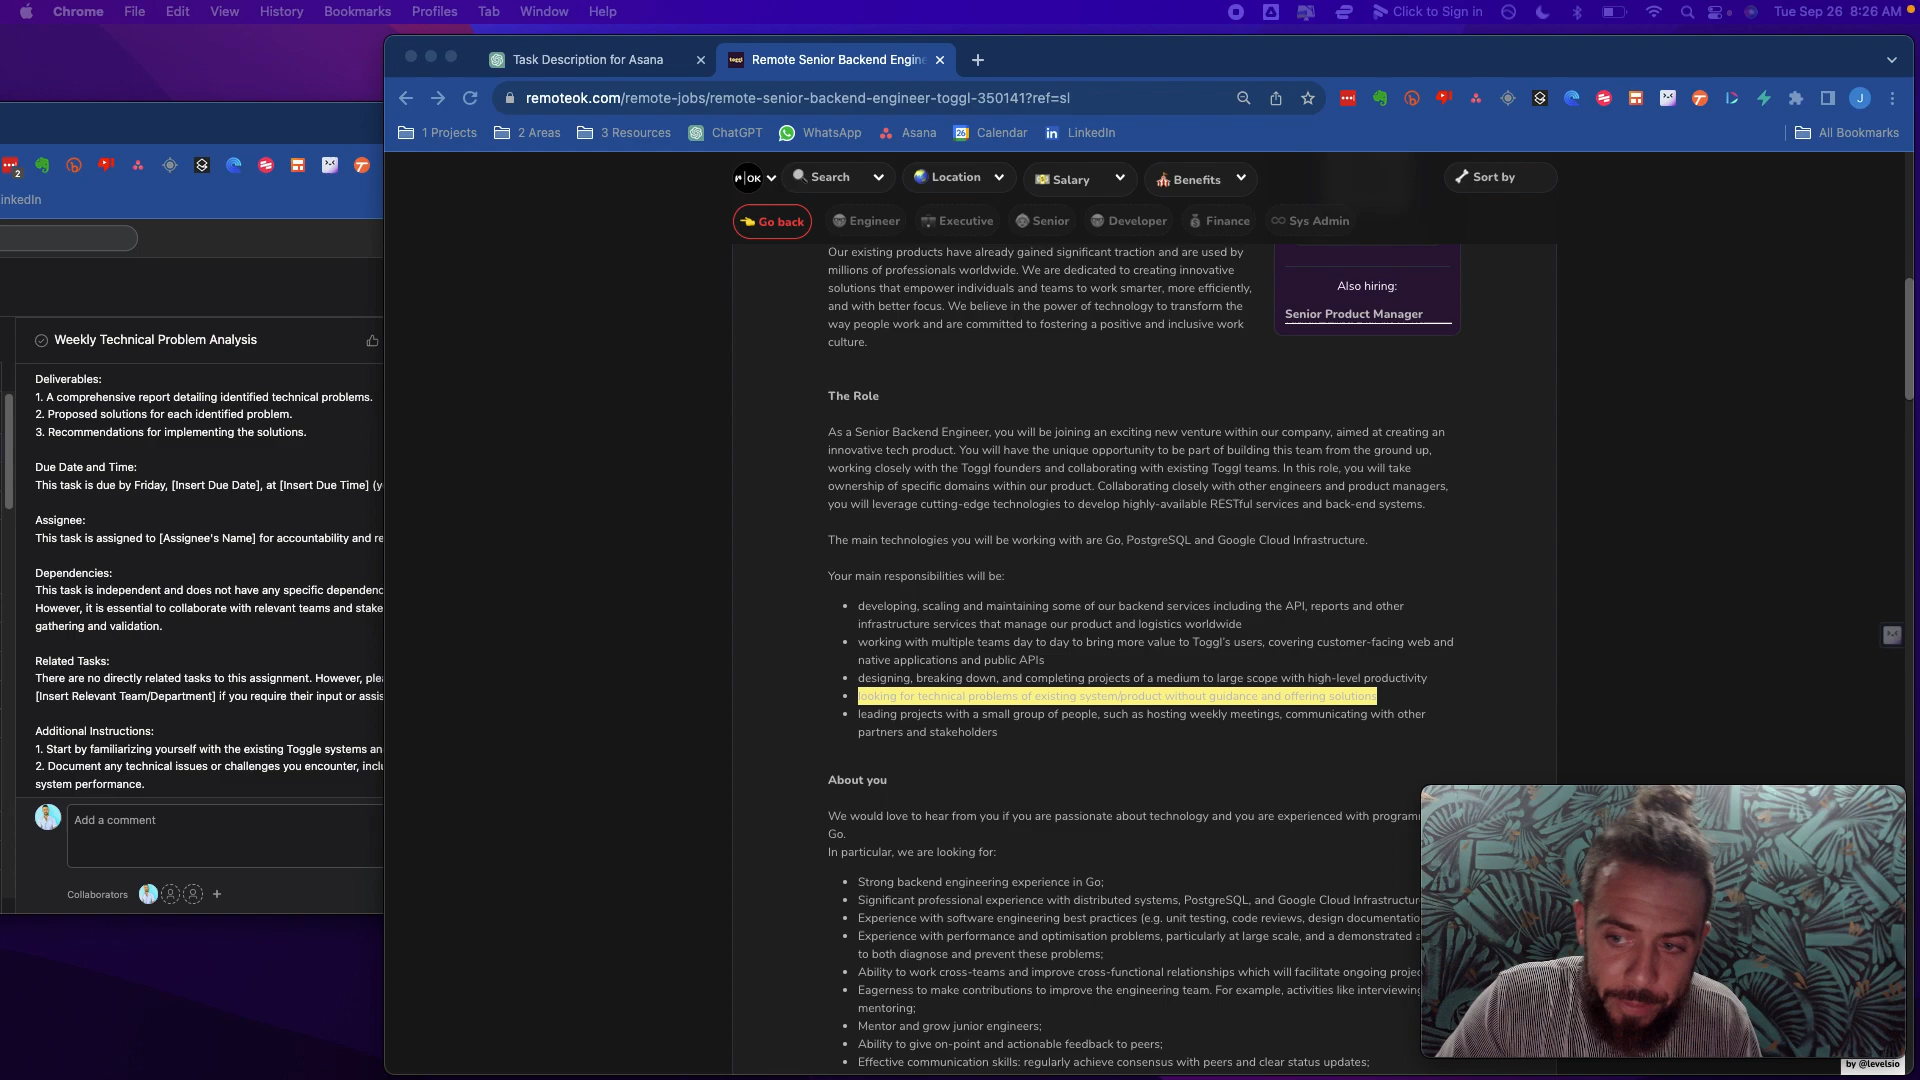 Chrome File Edit View History Bookmarks Profiles Tab Window Help
Click to Sign in
Tue Sep 26 8:26 AM
Task Description for Asana
Remote Senior Backend Engine
remoteok.com/remote-jobs/remote-senior-backend-engineer-toggl-350141?ref=sl
1 Projects
2 Areas
3 Resources
ChatGPT
WhatsApp
Asana
Calendar
LinkedIn
All Bookmarks
inkedIn
Weekly Technical Problem Analysis
Deliverables:
1. A comprehensive report detailing identified technical problems.
2. Proposed solutions for each identified problem.
3. Recommendations for implementing the solutions.
Due Date and Time:
This task is due by Friday, [Insert Due Date], at [Insert Due Time] (y
Assignee:
This task is assigned to [Assignee's Name] for accountability and re
Dependencies:
This task is independent and does not have any specific dependenc
However, it is essential to collaborate with relevant teams and stake
gathering and validation.
Related Tasks:
There are no directly related tasks to this assignment. However, ple
[Insert Relevant Team/Department] if you require their input or assis
Additional Instructions:
1. Start by familiarizing yourself with the existing Toggle systems an
2. Document any technical issues or challenges you encounter, incl
system performance.
Add a comment
Collaborators
OK
Search
Location
Salary
Benefits
Sort by
Go back
Engineer
Executive
Senior
Developer
Finance
Sys Admin
Our existing products have already gained significant traction and are used by
millions of professionals worldwide. We are dedicated to creating innovative
solutions that empower individuals and teams to work smarter, more efficiently,
and with better focus. We believe in the power of technology to transform the
way people work and are committed to fostering a positive and inclusive work
culture.
Also hiring:
Senior Product Manager
The Role
As a Senior Backend Engineer, you will be joining an exciting new venture within our company, aimed at creating an
innovative tech product. You will have the unique opportunity to be part of building this team from the ground up,
working closely with the Toggl founders and collaborating with existing Toggl teams. In this role, you will take
ownership of specific domains within our product. Collaborating closely with other engineers and product managers,
you will leverage cutting-edge technologies to develop highly-available RESTful services and back-end systems.
The main technologies you will be working with are Go, PostgreSQL and Google Cloud Infrastructure.
Your main responsibilities will be:
developing, scaling and maintaining some of our backend services including the API, reports and other
infrastructure services that manage our product and logistics worldwide
working with multiple teams day to day to bring more value to Toggl's users, covering customer-facing web and
native applications and public APIs
designing, breaking down, and completing projects of a medium to large scope with high-level productivity
looking for technical problems of existing system/product without guidance and offering solutions
leading projects with a small group of people, such as hosting weekly meetings, communicating with other
partners and stakeholders
About you
We would love to hear from you if you are passionate about technology and you are experienced with program
Go.
In particular, we are looking for:
Strong backend engineering experience in Go;
Significant professional experience with distributed systems, PostgreSQL, and Google Cloud Infrastructur
Experience with software engineering best practices (e.g. unit testing, code reviews, design documentatio
Experience with performance and optimisation problems, particularly at large scale, and a demonstrated a
to both diagnose and prevent these problems;
Ability to work cross-teams and improve cross-functional relationships which will facilitate ongoing projec
Eagerness to make contributions to improve the engineering team. For example, activities like interviewing
mentoring;
Mentor and grow junior engineers;
Ability to give on-point and actionable feedback to peers;
Effective communication skills: regularly achieve consensus with peers and clear status updates;
by @levelsio